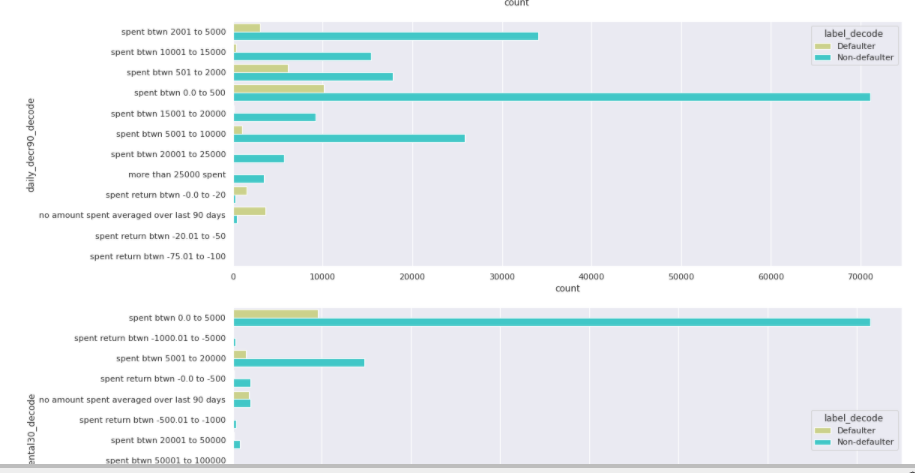 count
spent btwn 2001 to 5000
spent btwn 10001 to 15000
spent btwn 501 to 2000
spent btwn 0.0 to 500
spent btwn 15001 to 20000
spent btwn 5001 to 10000
spent btwn 20001 to 25000
more than 25000 spent
spent return btwn -0.0 to -20
no amount spent averaged over last 90 days
spent return btwn -20.01 to -50
spent return btwn -75.01 to -100
daily_decr90_decode
label_decode
Defaulter
Non-defaulter
0 10000 20000 30000 40000 50000 60000 70000
count
spent btwn 0.0 to 5000
spent return btwn -1000.01 to -5000
spent btwn 5001 to 20000
spent return btwn -0.0 to -500
no amount spent averaged over last 90 days
spent return btwn -500.01 to -1000
spent btwn 20001 to 50000
spent btwn 50001 to 100000
ental30_decode
label_decode
Defaulter
Non-defaulter